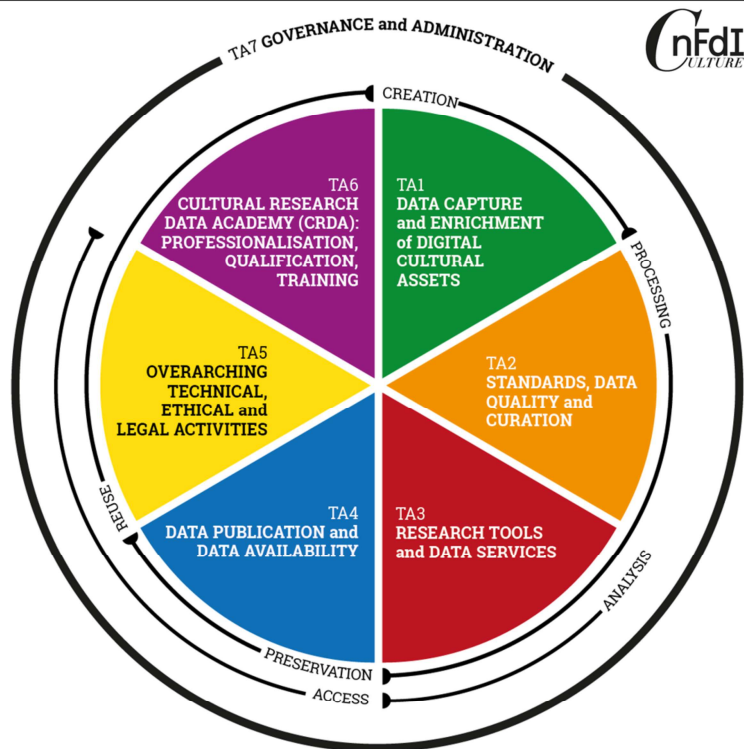 CnFdI
CULTURE
TA7 GOVERNANCE and ADMINISTRATION
CREATION
TA6
CULTURAL RESEARCH
DATA ACADEMY (CRDA):
PROFESSIONALISATION,
QUALIFICATION,
TRAINING
TA1
DATA CAPTURE
and ENRICHMENT
of DIGITAL
CULTURAL
ASSETS
PROCESSING
TA5
OVERARCHING
TECHNICAL,
ETHICAL and
LEGAL ACTIVITIES
TA2
STANDARDS, DATA
QUALITY and
CURATION
REUSE
TA4
DATA PUBLICATION and
DATA AVAILABILITY
TA3
RESEARCH TOOLS
and DATA SERVICES
ANALYSIS
PRESERVATION
ACCESS